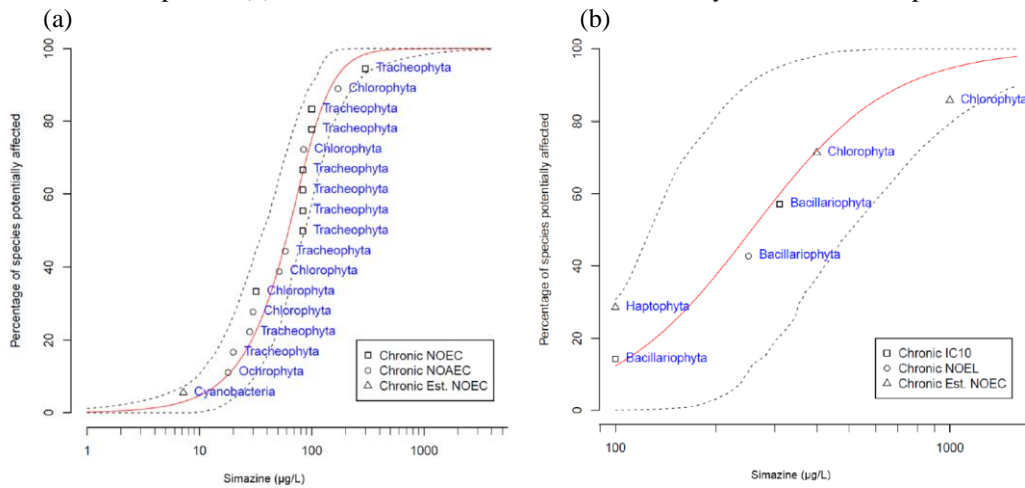 (a)
(b)
Percentage of species potentially affected
100
80
60
40
20
0
Tracheophyta
Chlorophyta
Tracheophyta
Tracheophyta
Chlorophyta
Tracheophyta
Tracheophyta
Tracheophyta
Tracheophyta
Tracheophyta
Chlorophyta
Chlorophyta
Chlorophyta
Tracheophyta
Tracheophyta
Ochrophyta
Cyanobacteria
Chronic NOEC
Chronic NOAEC
Chronic Est. NOEC
1
10
100
1000
Simazine (µg/L)
Percentage of species potentially affected
100
80
60
40
20
0
Chlorophyta
Chlorophyta
Bacillariophyta
Bacillariophyta
Haptophyta
Bacillariophyta
Chronic IC10
Chronic NOEL
Chronic Est. NOEC
100
1000
Simazine (µg/L)